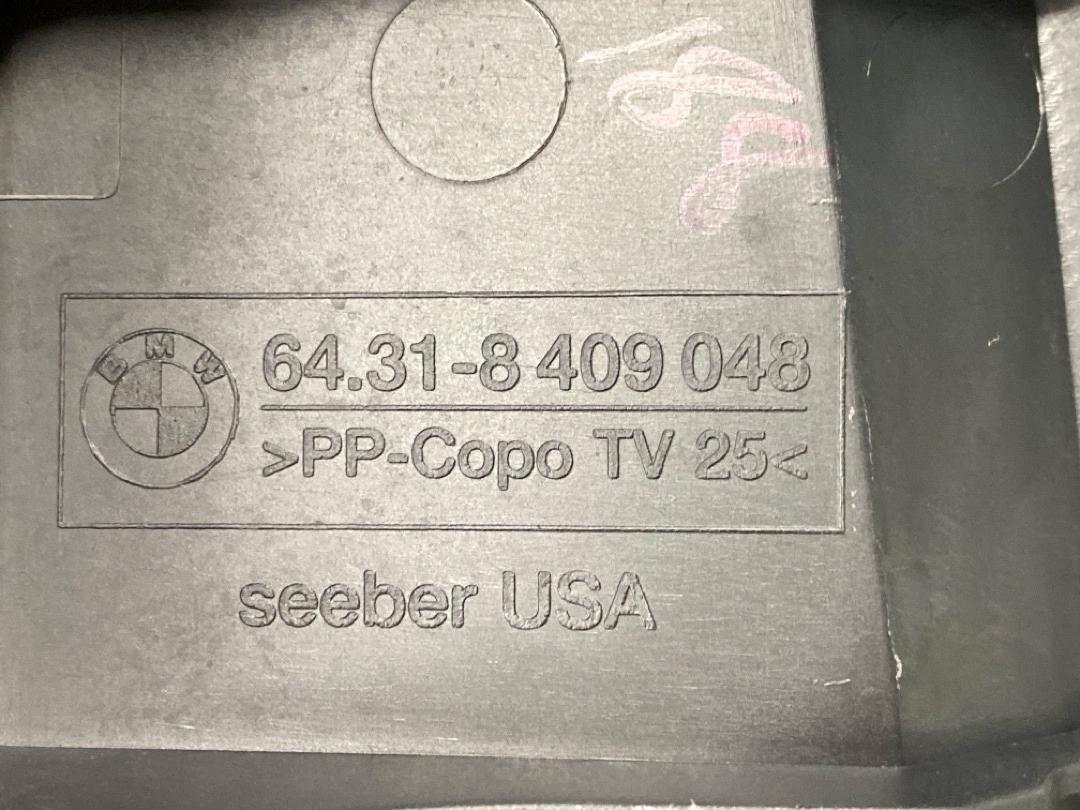 BMW
64.31-8 409 048
>PP-Copo TV 25<
seeber USA